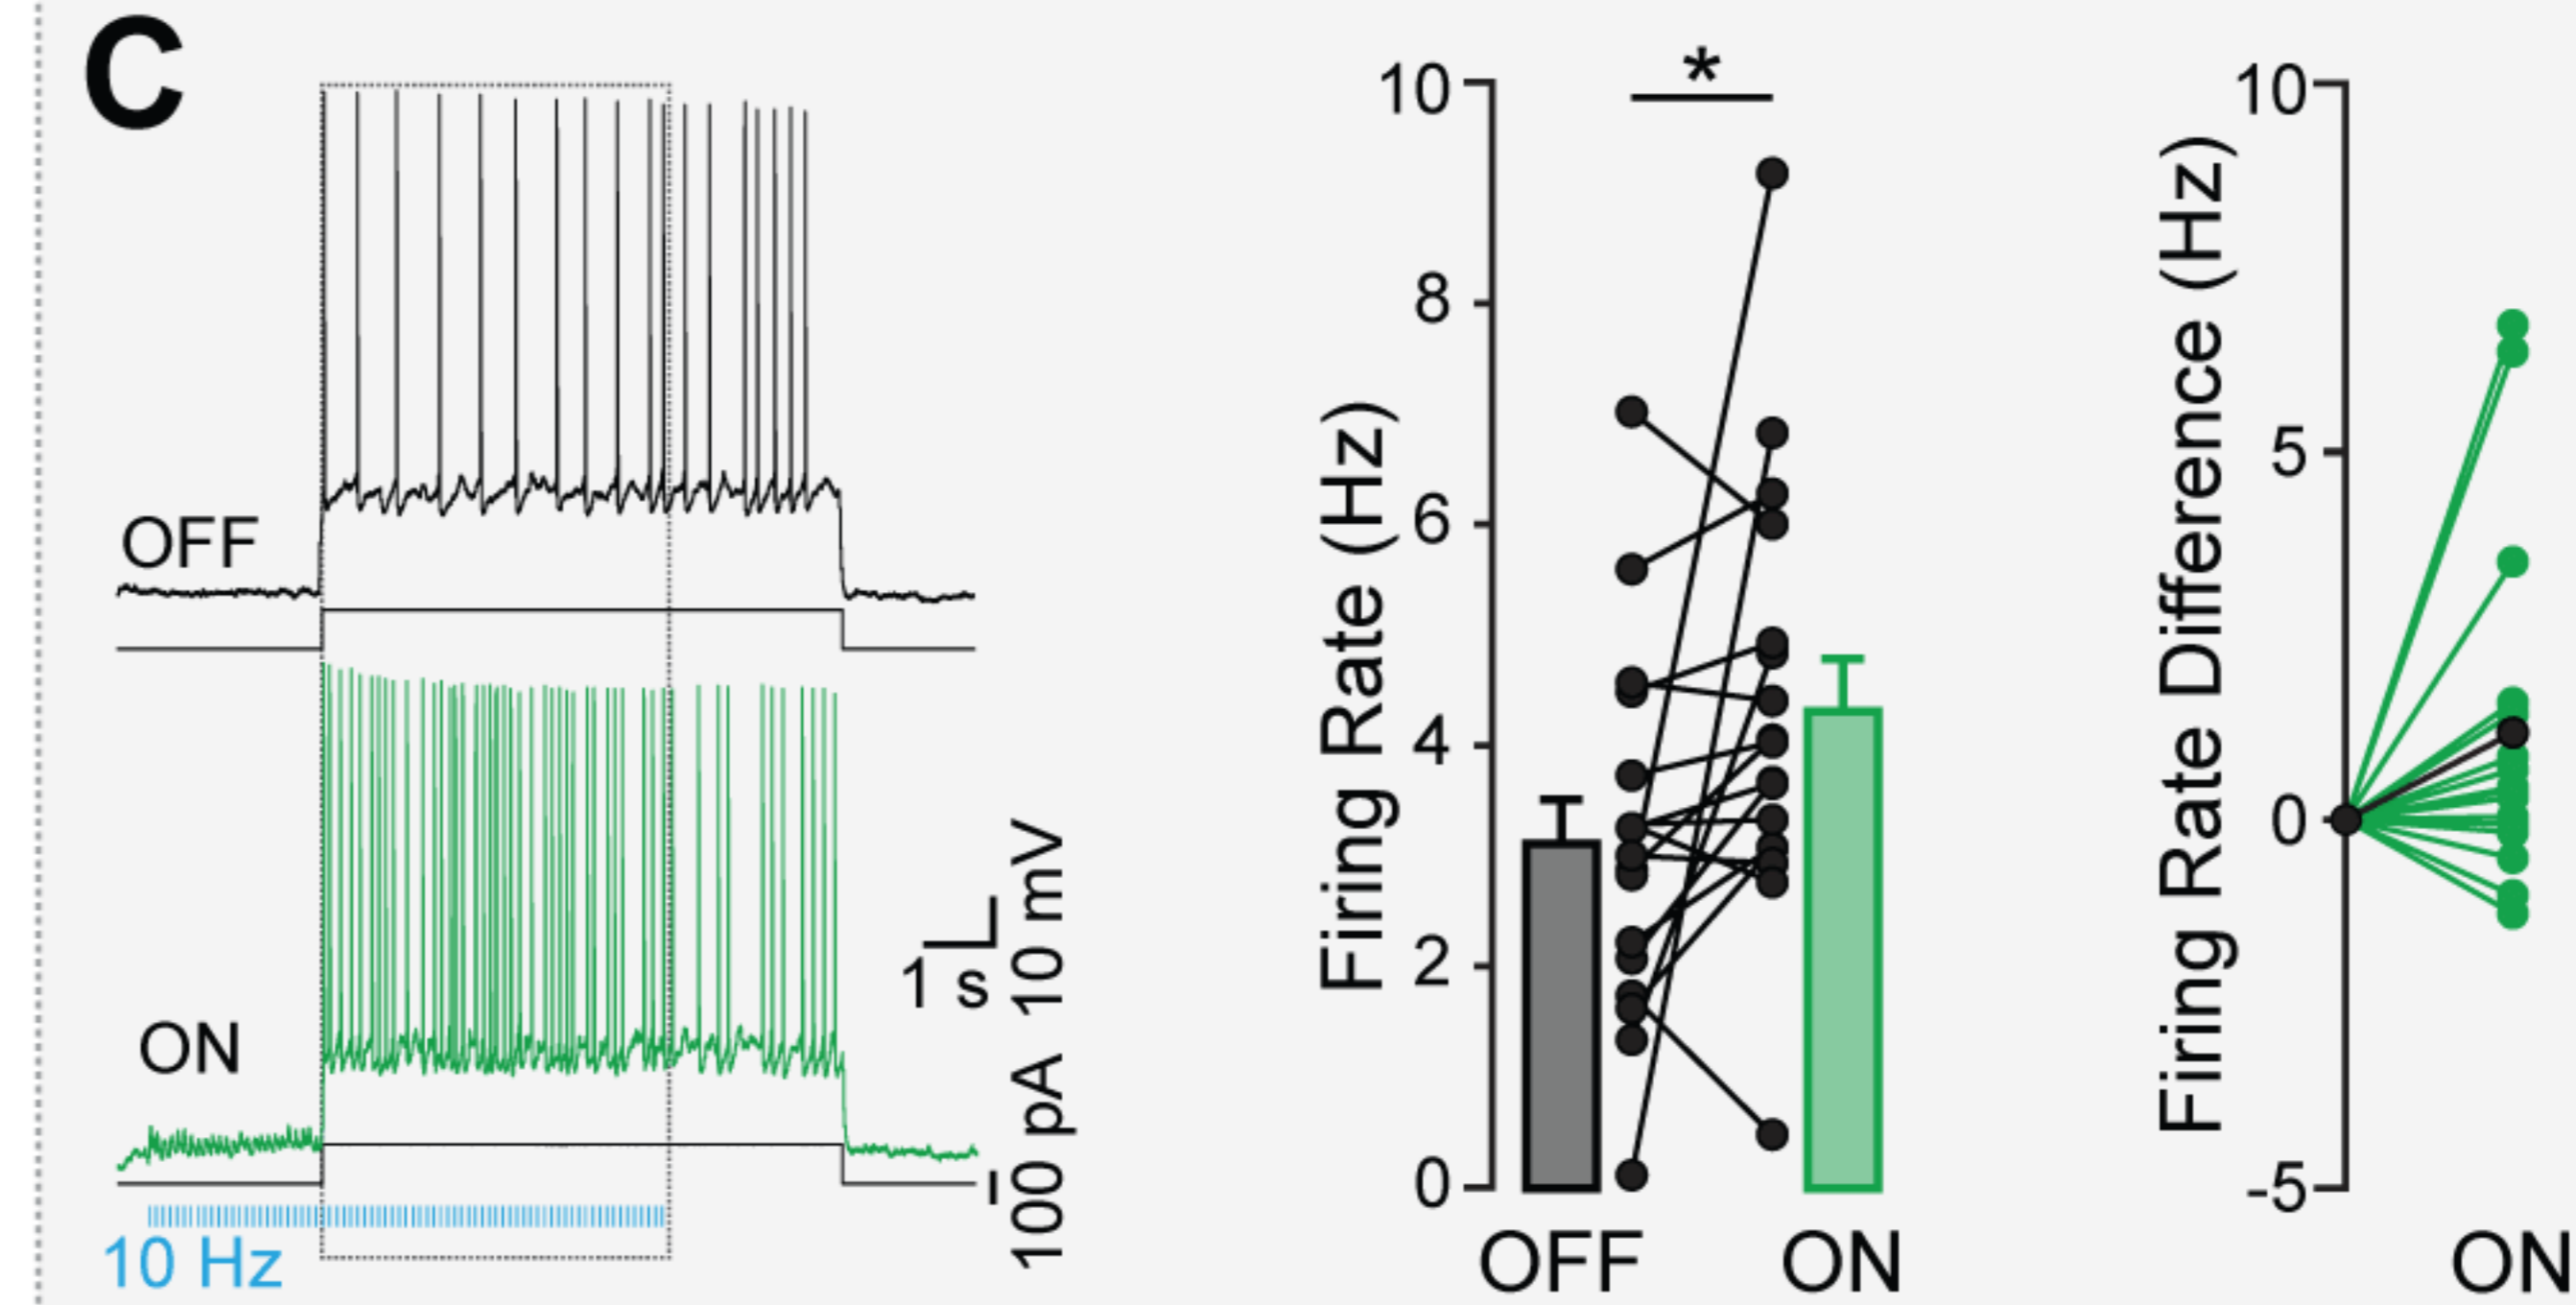 C
OFF
ON
10 Hz
1 s
10 mV
100 pA
Firing Rate (Hz)
10
8
6
4
2
0
*
OFF
ON
Firing Rate Difference (Hz)
10
5
0
-5
ON